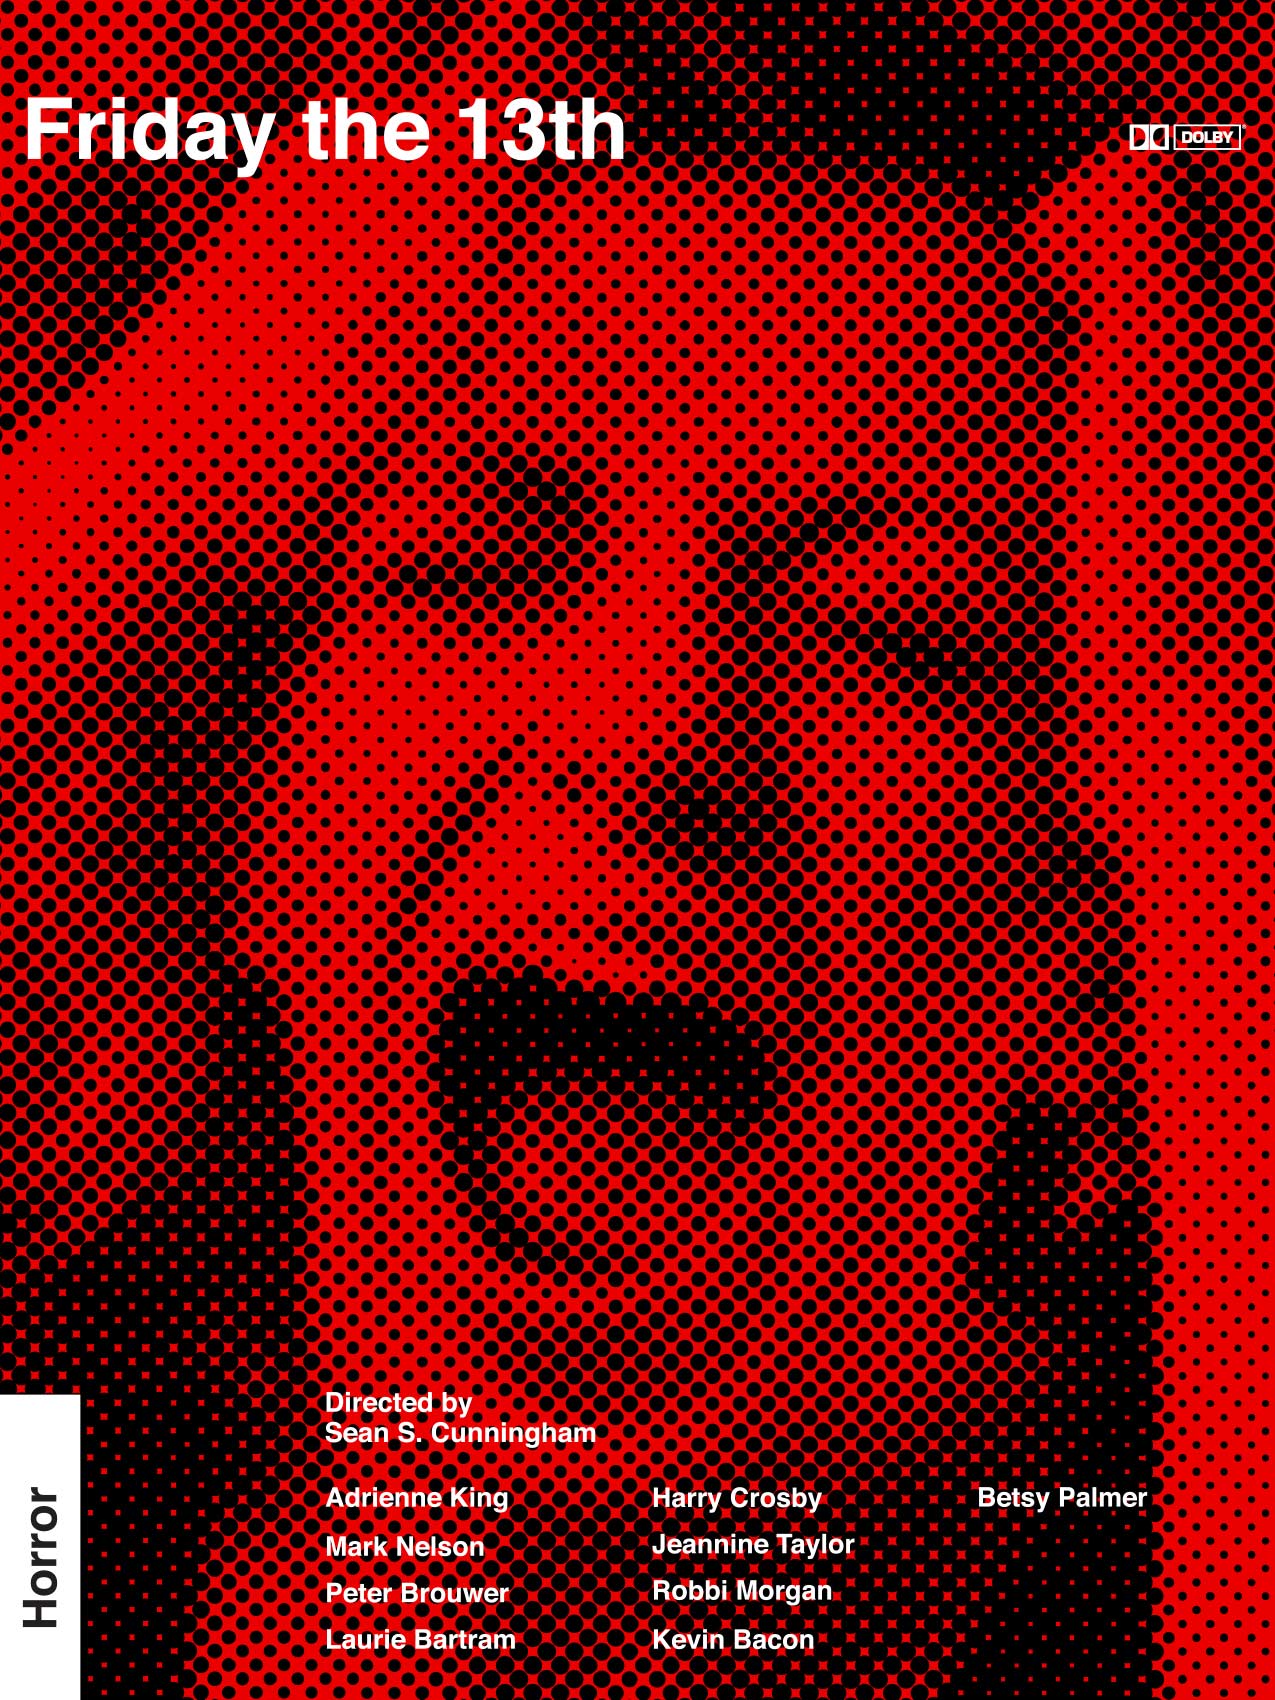 Friday the 13th
DOLBY
Directed by
Sean S. Cunningham
Adrienne King
Mark Nelson
Peter Brouwer
Laurie Bartram
Harry Crosby
Jeannine Taylor
Robbi Morgan
Kevin Bacon
Betsy Palmer
Horror